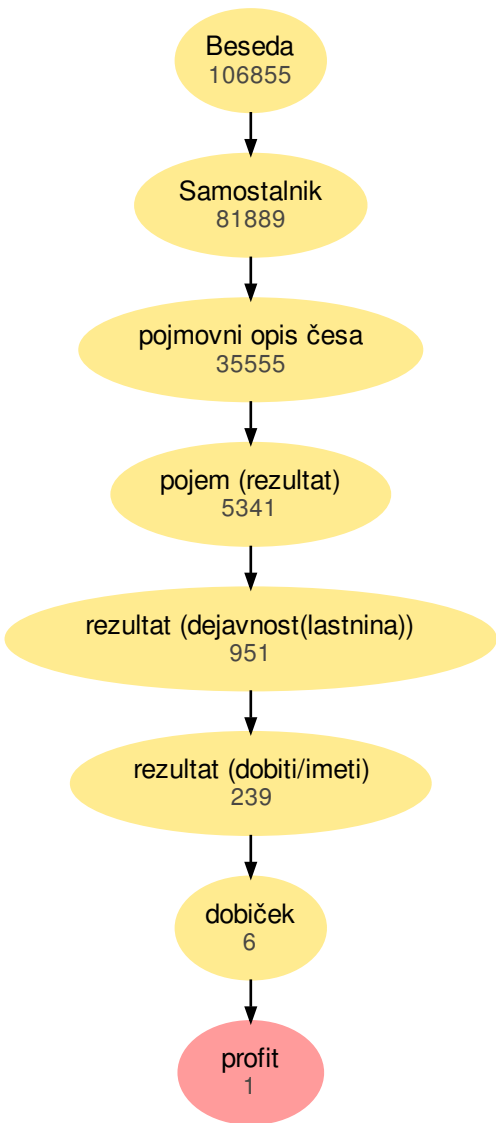 Beseda
106855
Samostalnik
81889
pojmovni opis česa
35555
pojem (rezultat)
5341
rezultat (dejavnost(lastnina))
951
rezultat (dobiti/imeti)
239
dobiček
6
profit
1